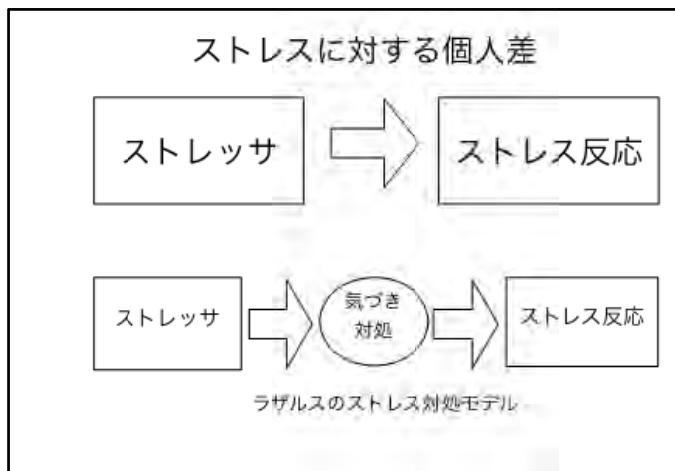 ストレスに対する個人差
ストレッサ
ストレス反応
ストレッサ
気づき
対処
ストレス反応
ラザルスのストレス対処モデル